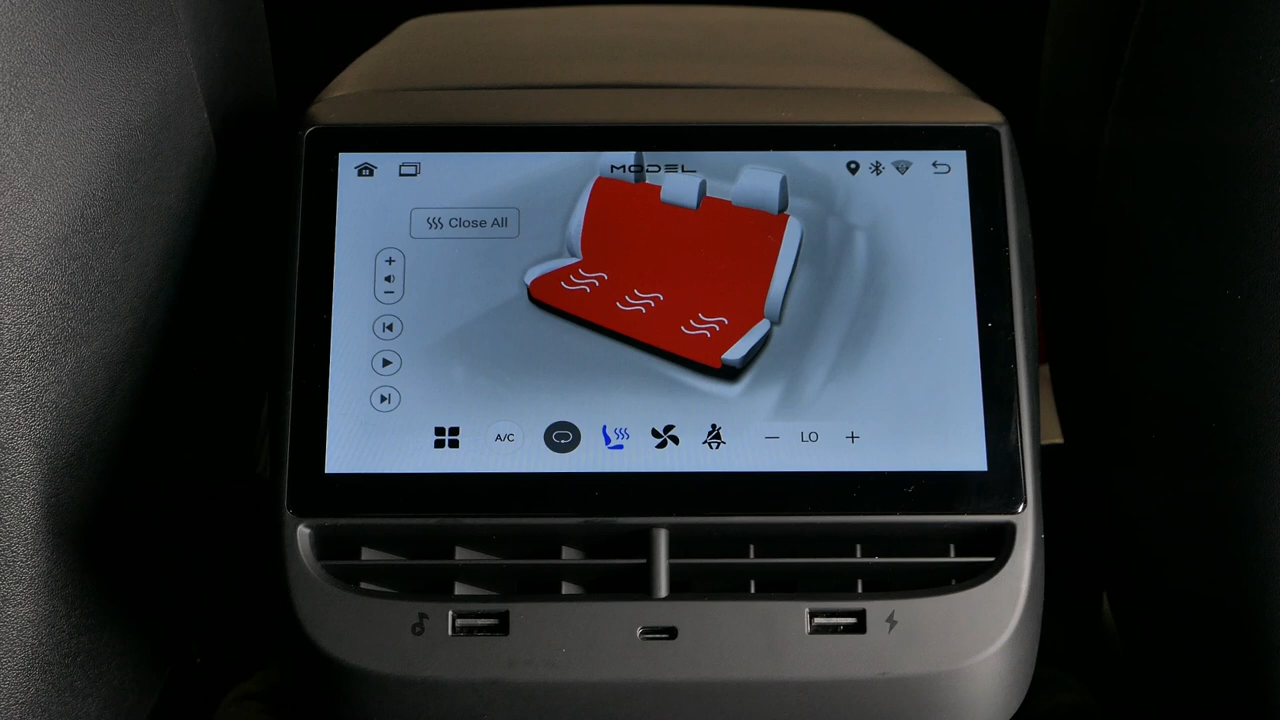 MODEL
Close All
+
−
A/C
− LO +